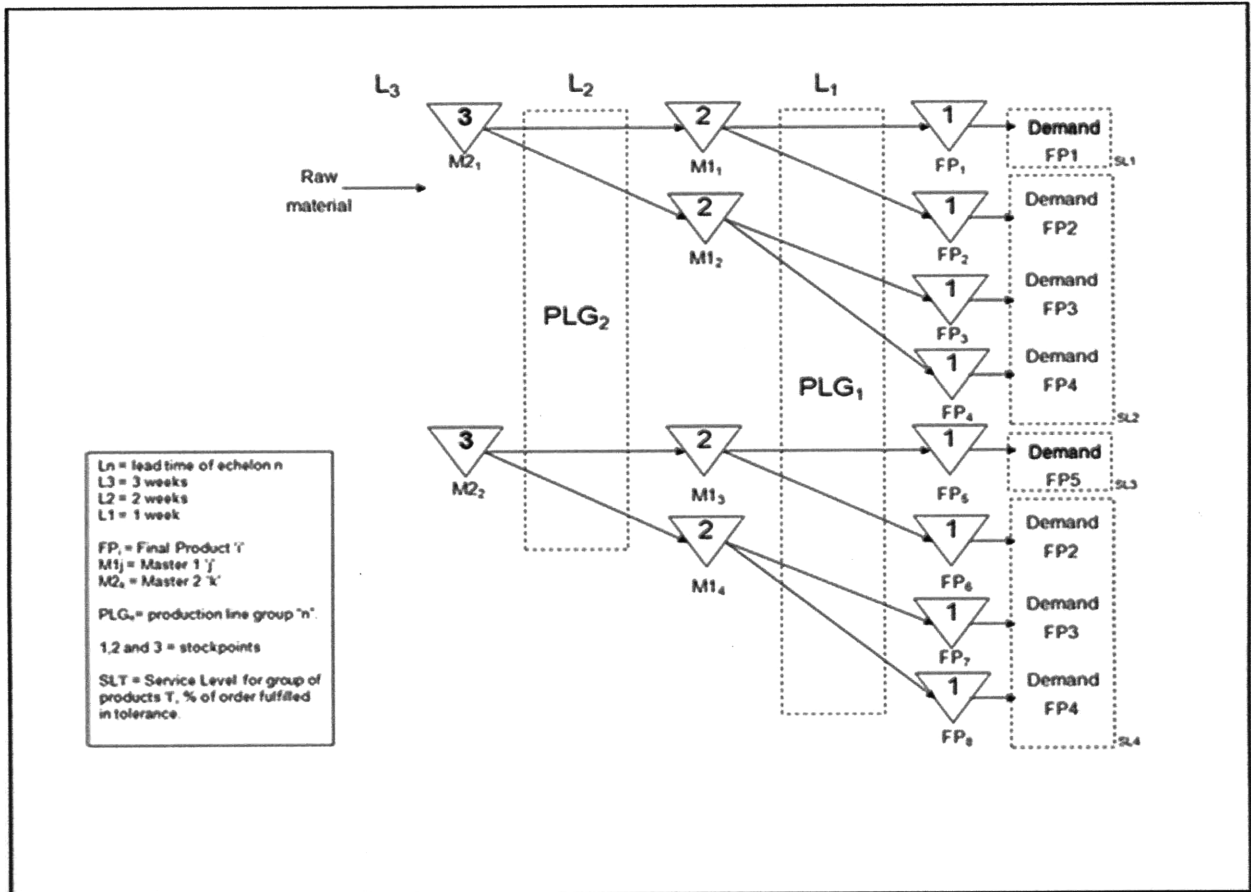 L₃ L₂ L₁
3 2 1 Demand
M2₁ M1₁ FP₁ FP1 SL1
Raw
material
2 1 Demand
M1₂ FP₂ FP2
1 Demand
FP₃ FP3
PLG₂
1 Demand
PLG₁ FP₄ FP4
SL2
3 2 1 Demand
M2₂ M1₃ FP₅ FP5 SL3
2 1 Demand
M1₄ FP₆ FP2
1 Demand
FP₇ FP3
1 Demand
FP₈ FP4
SL4
Ln = lead time of echelon n
L3 = 3 weeks
L2 = 2 weeks
L1 = 1 week
FPᵢ = Final Product 'i'
M1j = Master 1 'j'
M2ₖ = Master 2 'k'
PLGₙ = production line group "n".
1,2 and 3 = stockpoints
SLT = Service Level for group of
products T, % of order fulfilled
in tolerance.